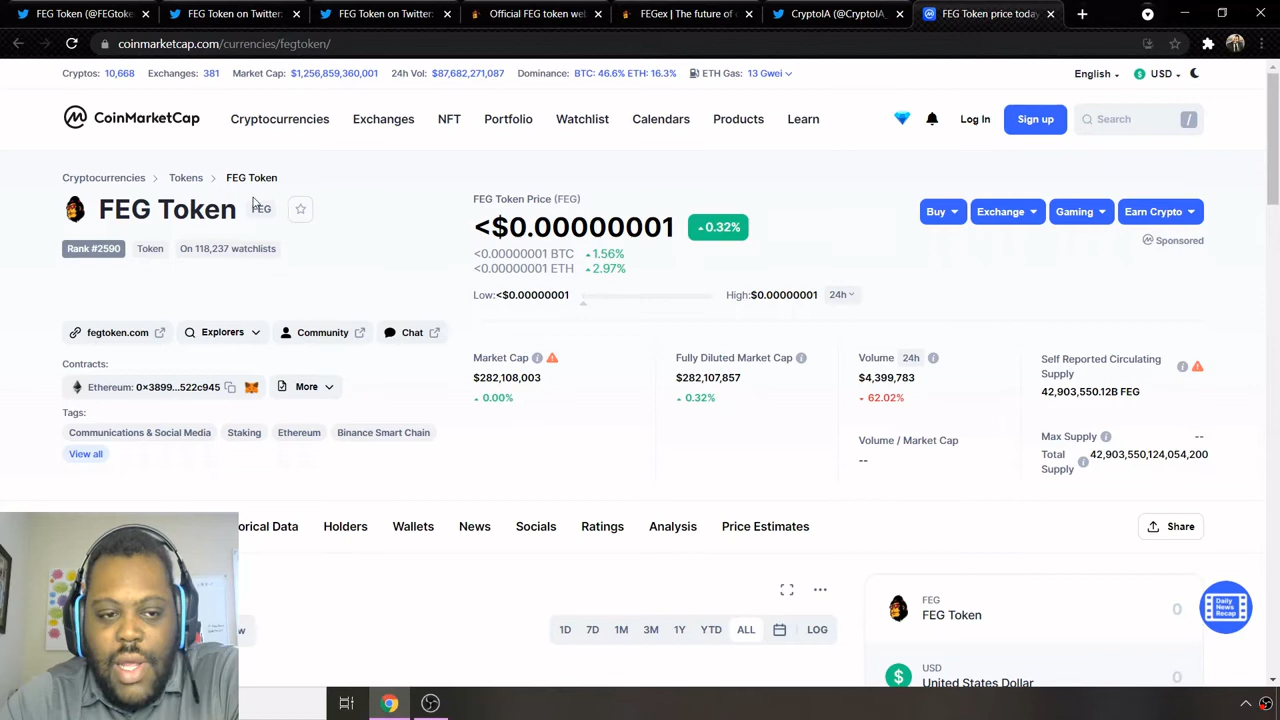 FEG Token (@FEGtoke
FEG Token on Twitter:
FEG Token on Twitter:
Official FEG token wel
FEGex | The future of c
CryptoIA (@CryptoIA_
FEG Token price today
coinmarketcap.com/currencies/fegtoken/
Cryptos: 10,668 Exchanges: 381 Market Cap: $1,256,859,360,001 24h Vol: $87,682,271,087 Dominance: BTC: 46.6% ETH: 16.3% ETH Gas: 13 Gwei English USD
CoinMarketCap Cryptocurrencies Exchanges NFT Portfolio Watchlist Calendars Products Learn Log In Sign up Search /
Cryptocurrencies > Tokens > FEG Token
FEG Token FEG
Rank #2590 Token On 118,237 watchlists
fegtoken.com Explorers Community Chat
Contracts:
Ethereum: 0x3899...522c945 More
Tags:
Communications & Social Media Staking Ethereum Binance Smart Chain
View all
FEG Token Price (FEG)
<$0.00000001 0.32%
<0.00000001 BTC 1.56%
<0.00000001 ETH 2.97%
Low: <$0.00000001 High: $0.00000001 24h
Buy Exchange Gaming Earn Crypto
Sponsored
Market Cap
$282,108,003
0.00%
Fully Diluted Market Cap
$282,107,857
0.32%
Volume 24h
$4,399,783
62.02%
Volume / Market Cap
--
Self Reported Circulating
Supply
42,903,550.12B FEG
Max Supply --
Total
Supply
42,903,550,124,054,200
orical Data Holders Wallets News Socials Ratings Analysis Price Estimates Share
w
1D 7D 1M 3M 1Y YTD ALL LOG
FEG
FEG Token 0
USD
United States Dollar 0
Daily
News
Recap